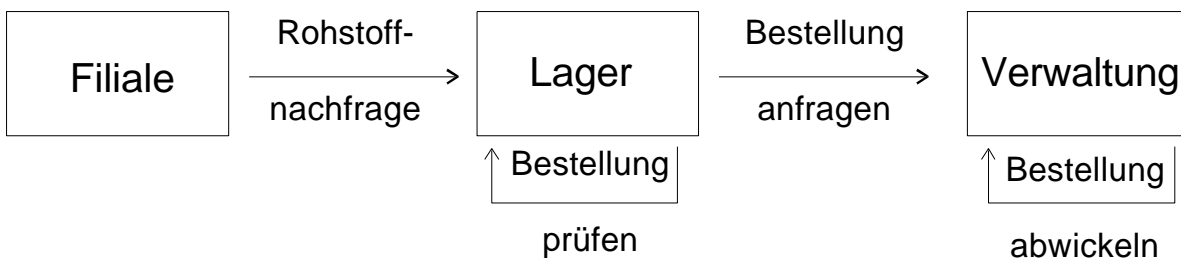 Rohstoff-
Bestellung
Filiale
Lager
Verwaltung
nachfrage
anfragen
Bestellung
Bestellung
prüfen
abwickeln